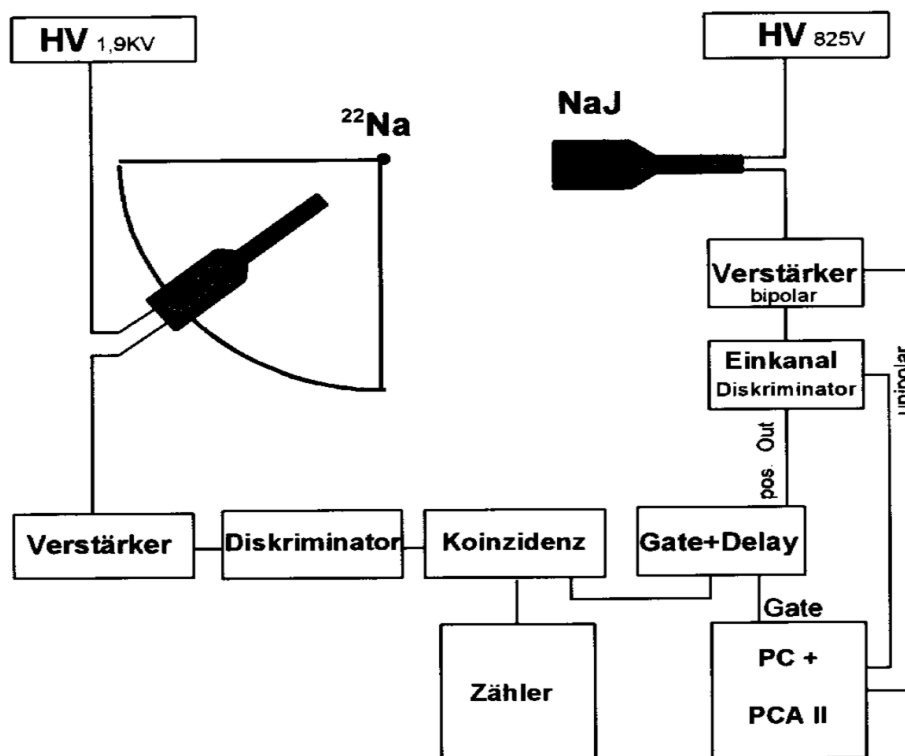 HV 1,9KV
HV 825V
22Na
NaJ
Verstärker
bipolar
Einkanal
Diskriminator
unipolar
pos. Out
Verstärker
Diskriminator
Koinzidenz
Gate+Delay
Gate
Zähler
PC +
PCA II